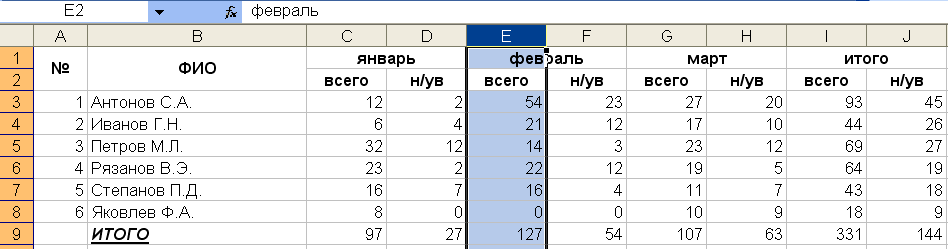 E2 fx февраль
A B C D E F G H I J
1 № ФИО январь февраль март итого
2 всего н/ув всего н/ув всего н/ув всего н/ув
3 1 Антонов С.А. 12 2 54 23 27 20 93 45
4 2 Иванов Г.Н. 6 4 21 12 17 10 44 26
5 3 Петров М.Л. 32 12 14 3 23 12 69 27
6 4 Рязанов В.Э. 23 2 22 12 19 5 64 19
7 5 Степанов П.Д. 16 7 16 4 11 7 43 18
8 6 Яковлев Ф.А. 8 0 0 0 10 9 18 9
9 ИТОГО 97 27 127 54 107 63 331 144